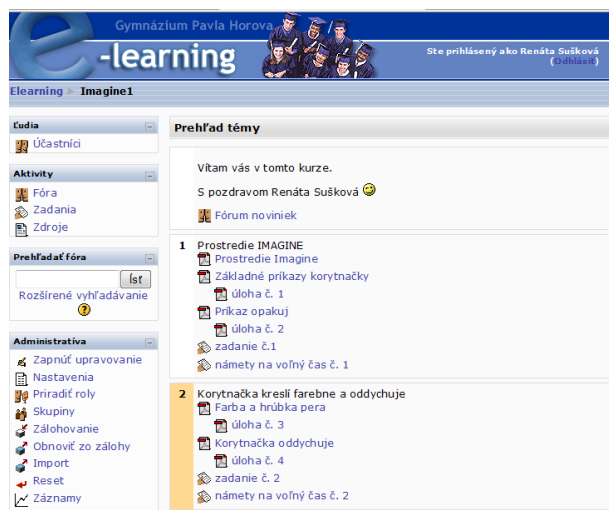 Gymnázium Pavla Horova
e-learning
Ste prihlásený ako Renáta Sušková
(Odhlásiť)
Elearning ► Imagine1
Ľudia
Účastníci
Aktivity
Fóra
Zadania
Zdroje
Prehľadať fóra
Ísť
Rozšírené vyhľadávanie
?
Administratíva
Zapnúť upravovanie
Nastavenia
Priradiť roly
Skupiny
Zálohovanie
Obnoviť zo zálohy
Import
Reset
Záznamy
Prehľad témy
Vítam vás v tomto kurze.
S pozdravom Renáta Sušková
Fórum noviniek
1 Prostredie IMAGINE
Prostredie Imagine
Základné príkazy korytnačky
úloha č. 1
Príkaz opakuj
úloha č. 2
zadanie č.1
námety na voľný čas č. 1
2 Korytnačka kreslí farebne a oddychuje
Farba a hrúbka pera
úloha č. 3
Korytnačka oddychuje
úloha č. 4
zadanie č. 2
námety na voľný čas č. 2